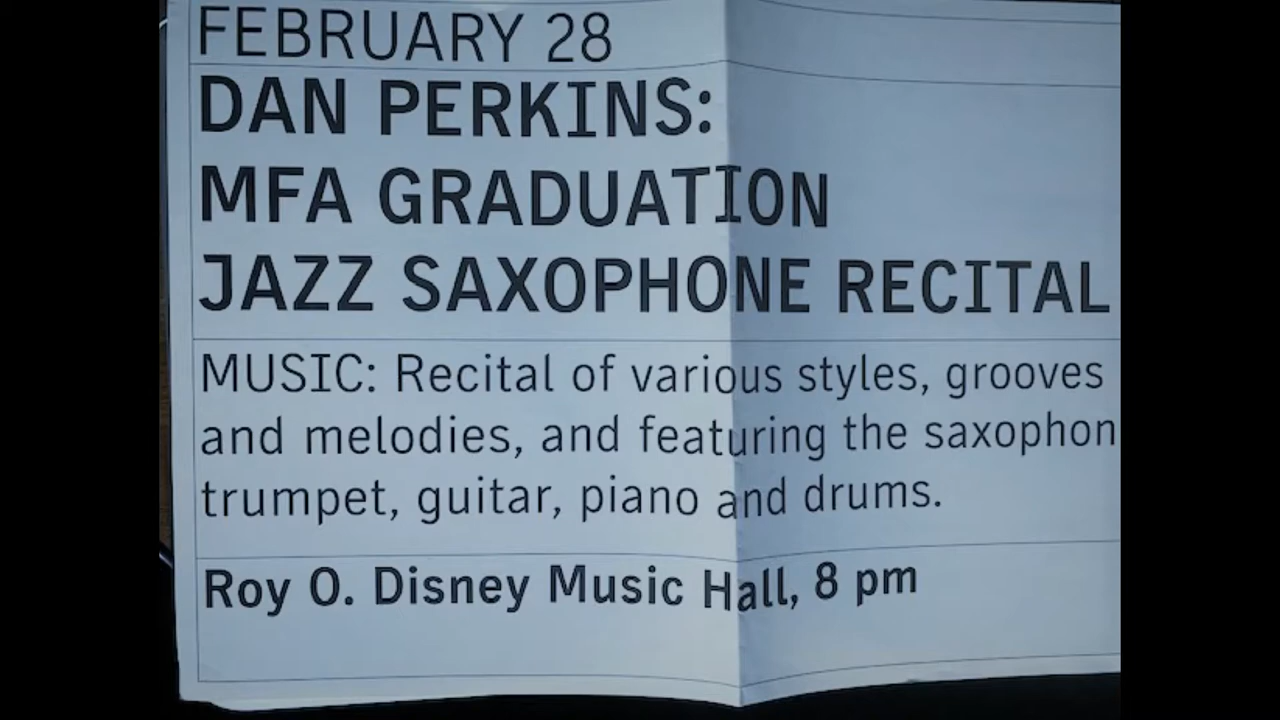 FEBRUARY 28
DAN PERKINS:
MFA GRADUATION
JAZZ SAXOPHONE RECITAL
MUSIC: Recital of various styles, grooves
and melodies, and featuring the saxophon
trumpet, guitar, piano and drums.
Roy O. Disney Music Hall, 8 pm